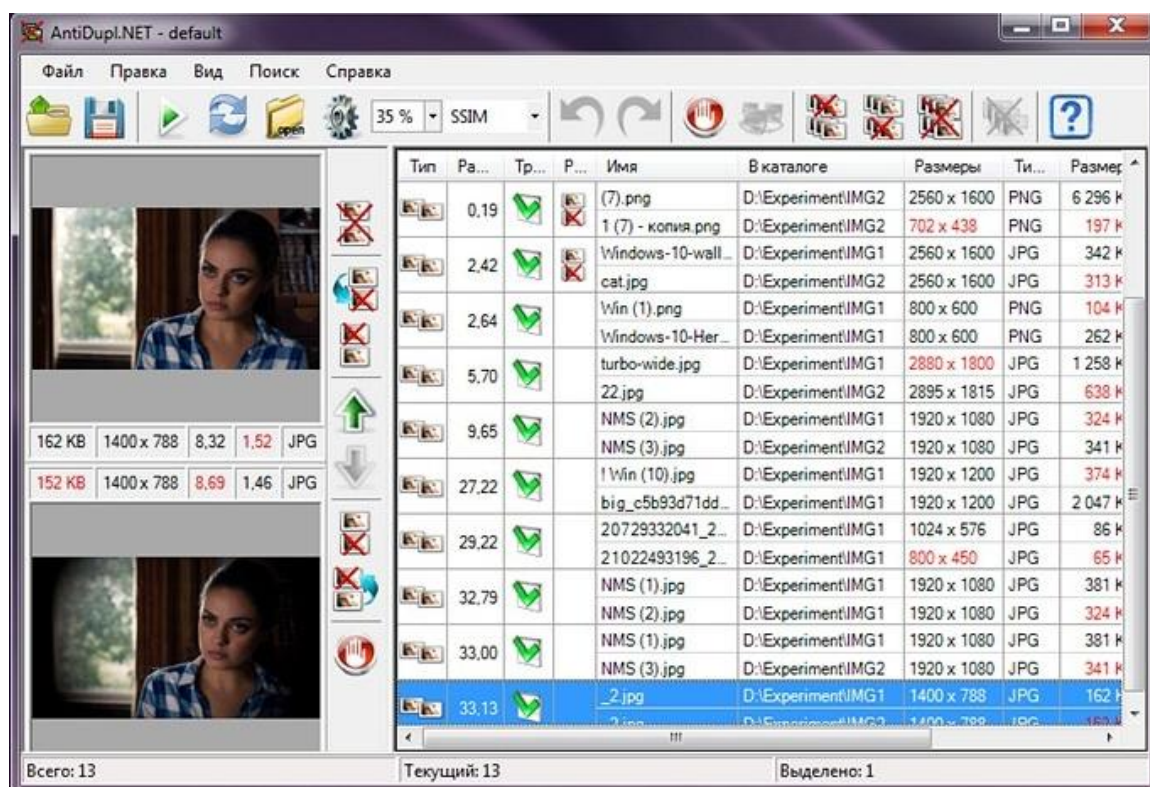 AntiDupl.NET - default
Файл Правка Вид Поиск Справка
open 35 % SSIM
Тип Ра... Тр... Р... Имя В каталоге Размеры Ти... Размер
(7).png D:\Experiment\IMG2 2560 x 1600 PNG 6 296
0,19
1 (7) - копия.png D:\Experiment\IMG2 702 x 438 PNG 197
Windows-10-wall... D:\Experiment\IMG1 2560 x 1600 JPG 342
2,42
cat.jpg D:\Experiment\IMG2 2560 x 1600 JPG 313
Win (1).png D:\Experiment\IMG1 800 x 600 PNG 104
2,64
Windows-10-Her... D:\Experiment\IMG1 800 x 600 PNG 262
turbo-wide.jpg D:\Experiment\IMG1 2880 x 1800 JPG 1 258
5,70
22.jpg D:\Experiment\IMG2 2895 x 1815 JPG 638
NMS (2).jpg D:\Experiment\IMG1 1920 x 1080 JPG 324
9,65
NMS (3).jpg D:\Experiment\IMG2 1920 x 1080 JPG 341
! Win (10).jpg D:\Experiment\IMG1 1920 x 1200 JPG 374
27,22
big_c5b93d71dd... D:\Experiment\IMG1 1920 x 1200 JPG 2 047
20729332041_2... D:\Experiment\IMG1 1024 x 576 JPG 86
29,22
21022493196_2... D:\Experiment\IMG1 800 x 450 JPG 65
NMS (1).jpg D:\Experiment\IMG1 1920 x 1080 JPG 381
32,79
NMS (2).jpg D:\Experiment\IMG1 1920 x 1080 JPG 324
NMS (1).jpg D:\Experiment\IMG1 1920 x 1080 JPG 381
33,00
NMS (3).jpg D:\Experiment\IMG2 1920 x 1080 JPG 341
_2.jpg D:\Experiment\IMG1 1400 x 788 JPG 162
33,13
162 KB 1400 x 788 8,32 1,52 JPG
152 KB 1400 x 788 8,69 1,46 JPG
Всего: 13 Текущий: 13 Выделено: 1